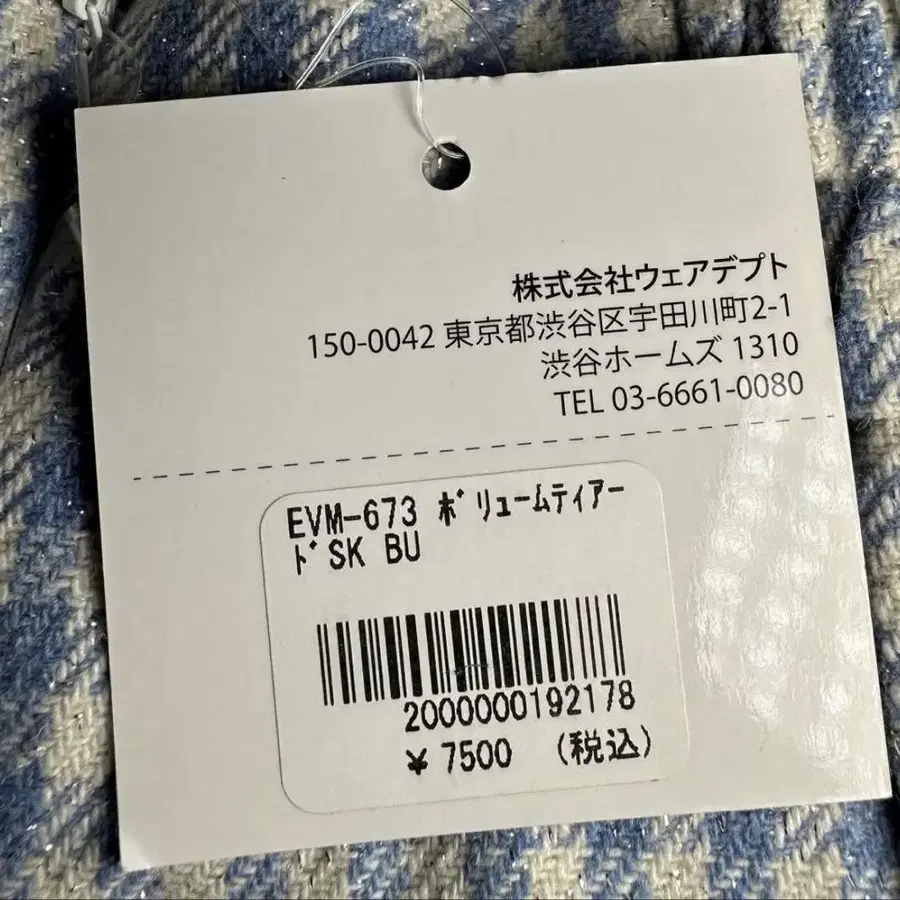 株式会社ウェアデプト
150-0042 東京都渋谷区宇田川町2-1
渋谷ホームズ 1310
TEL 03-6661-0080
EVM-673 ボリュームティアー
ドSK BU
2000000192178
¥ 7500 (税込)